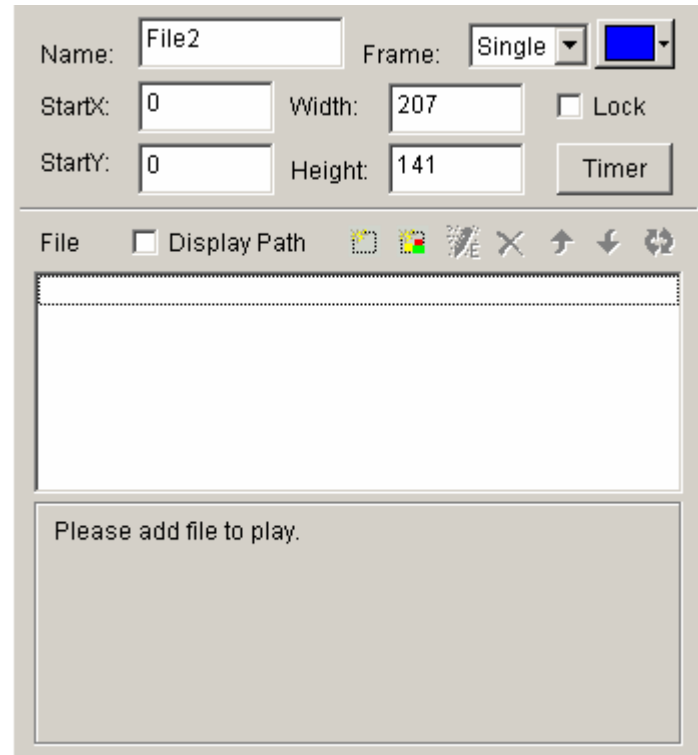 Name: File2 Frame: Single
StartX: 0 Width: 207 Lock
StartY: 0 Height: 141 Timer
File Display Path E
Please add file to play.